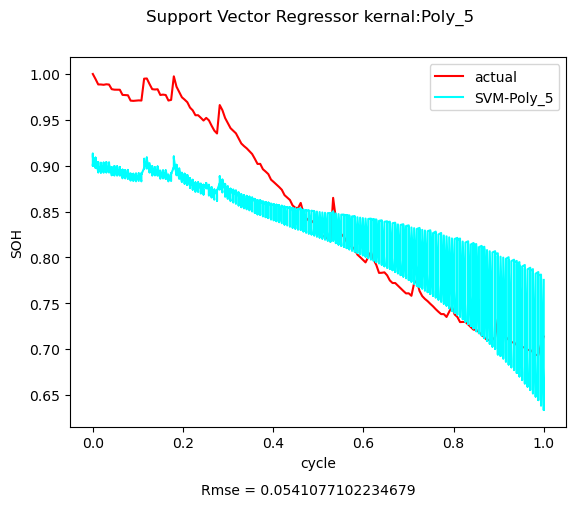 Support Vector Regressor kernal:Poly_5
actual
SVM-Poly_5
1.00
0.95
0.90
0.85
0.80
0.75
0.70
0.65
SOH
0.0 0.2 0.4 0.6 0.8 1.0
cycle
Rmse = 0.0541077102234679